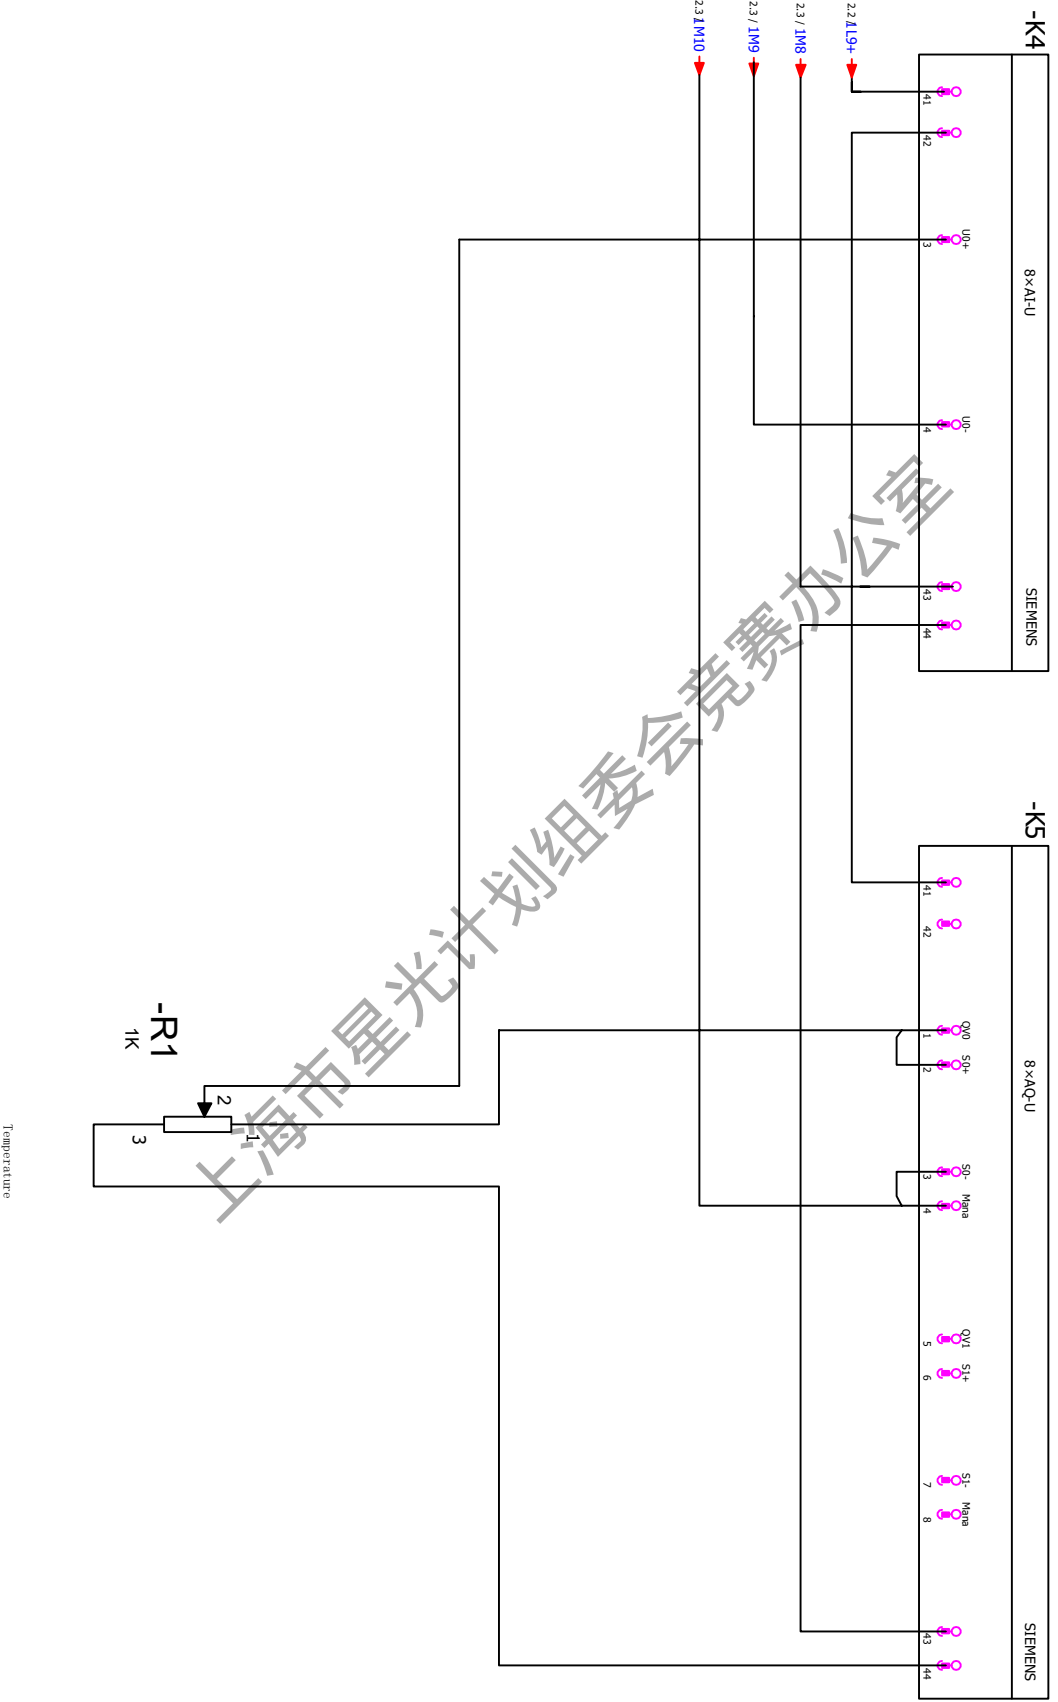 -K4
8×AI-U
SIEMENS
41
42
U0+
3
U0-
4
43
44
2.2 /1L9+
2.3 / 1M8
2.3 / 1M9
2.3 /1M10
-K5
8×AQ-U
SIEMENS
41
42
QV0
1
S0+
2
S0-
3
Mana
4
QV1
5
S1+
6
S1-
7
Mana
8
43
44
-R1
1K
2
1
3
Temperature
上海市星光计划组委会竞赛办公室